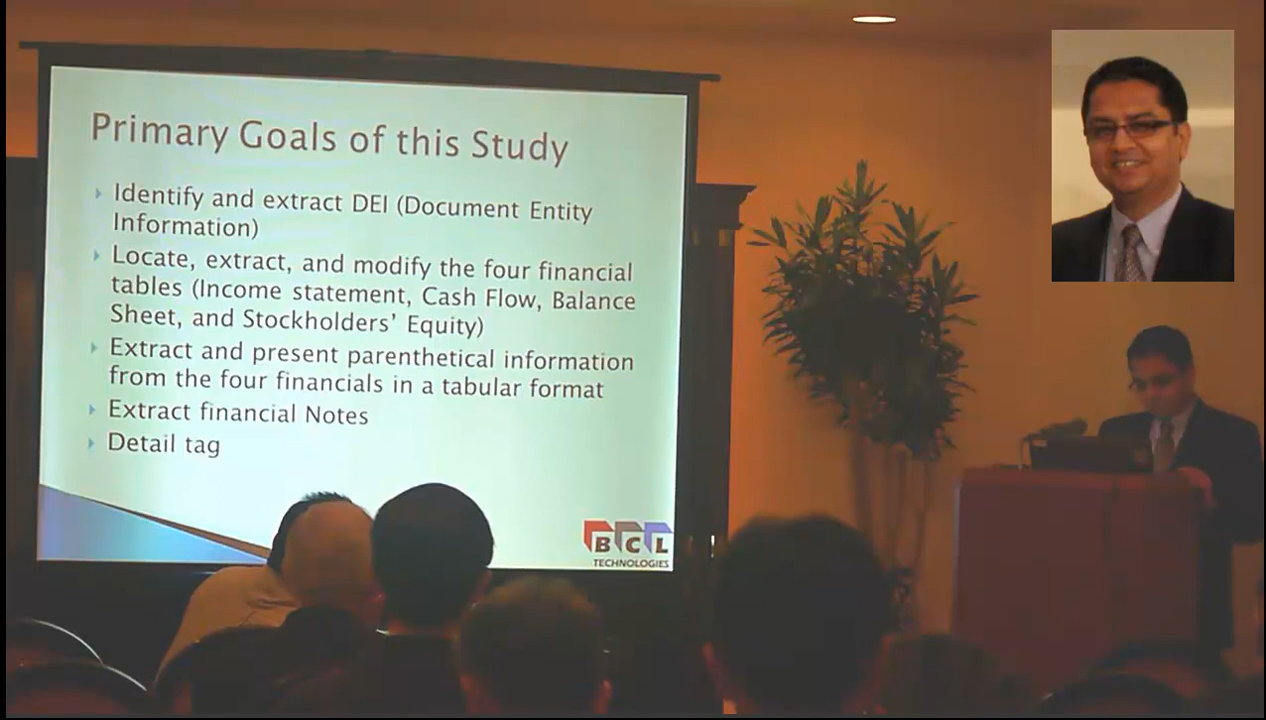 Primary Goals of this Study
Identify and extract DEI (Document Entity
Information)
Locate, extract, and modify the four financial
tables (Income statement, Cash Flow, Balance
Sheet, and Stockholders' Equity)
Extract and present parenthetical information
from the four financials in a tabular format
Extract financial Notes
Detail tag
BCL
TECHNOLOGIES